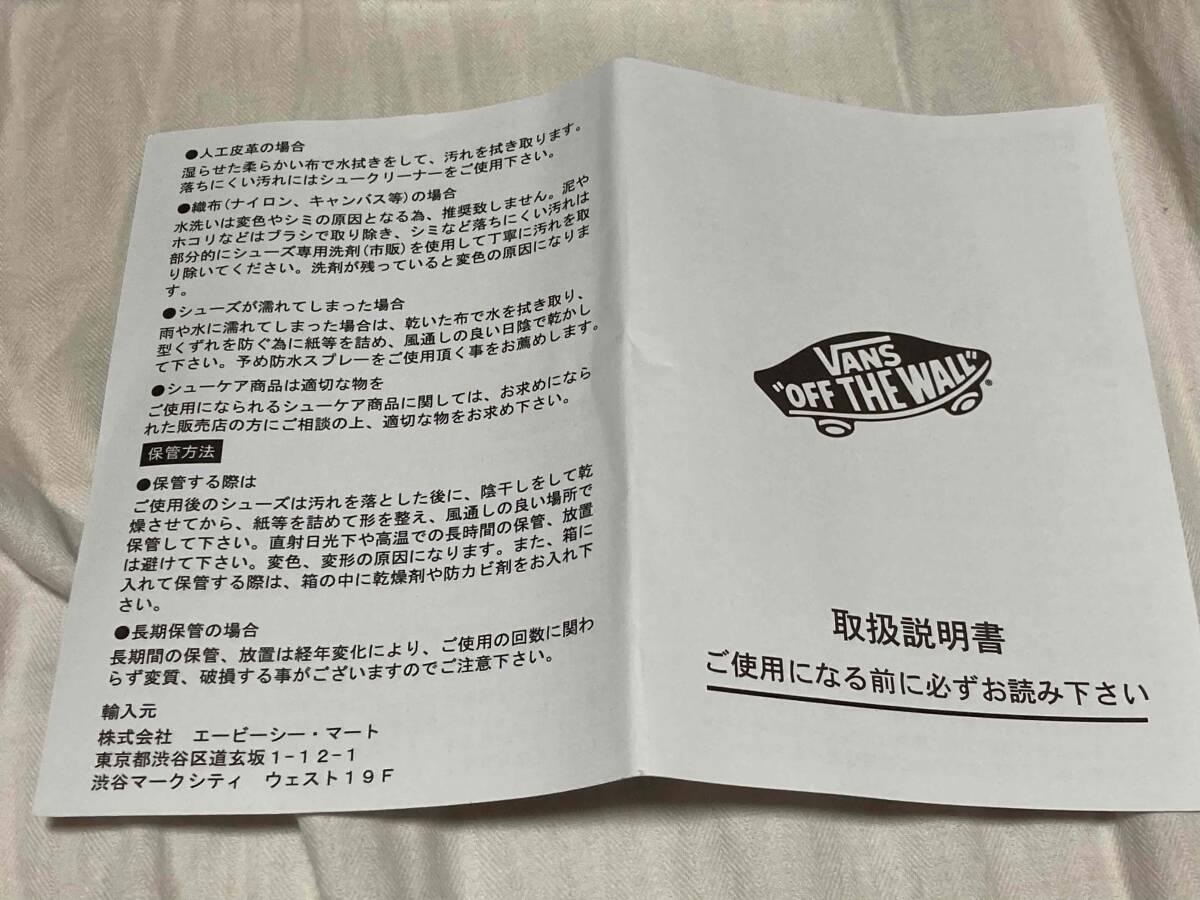 ●人工皮革の場合
湿らせた柔らかい布で水拭きをして、汚れを拭き取ります。
落ちにくい汚れにはシュークリーナーをご使用下さい。
●織布(ナイロン、キャンバス等)の場合
水洗いは変色やシミの原因となる為、推奨致しません。泥や
ホコリなどはブラシで取り除き、シミなど落ちにくい汚れは
部分的にシューズ専用洗剤(市販)を使用して丁寧に汚れを取
り除いてください。洗剤が残っていると変色の原因になりま
す。
●シューズが濡れてしまった場合
雨や水に濡れてしまった場合は、乾いた布で水を拭き取り、
型くずれを防ぐ為に紙等を詰め、風通しの良い日陰で乾かし
て下さい。予め防水スプレーをご使用頂く事をお薦めします。
●シューケア商品は適切な物を
ご使用になられるシューケア商品に関しては、お求めになら
れた販売店の方にご相談の上、適切な物をお求め下さい。
保管方法
●保管する際は
ご使用後のシューズは汚れを落とした後に、陰干しをして乾
燥させてから、紙等を詰めて形を整え、風通しの良い場所で
保管して下さい。直射日光下や高温での長時間の保管、放置
は避けて下さい。変色、変形の原因になります。また、箱に
入れて保管する際は、箱の中に乾燥剤や防カビ剤をお入れ下
さい。
●長期保管の場合
長期間の保管、放置は経年変化により、ご使用の回数に関わ
らず変質、破損する事がございますのでご注意下さい。
輸入元
株式会社 エービーシー・マート
東京都渋谷区道玄坂1-12-1
渋谷マークシティ ウェスト19F
VANS
"OFF THE WALL"®
取扱説明書
ご使用になる前に必ずお読み下さい